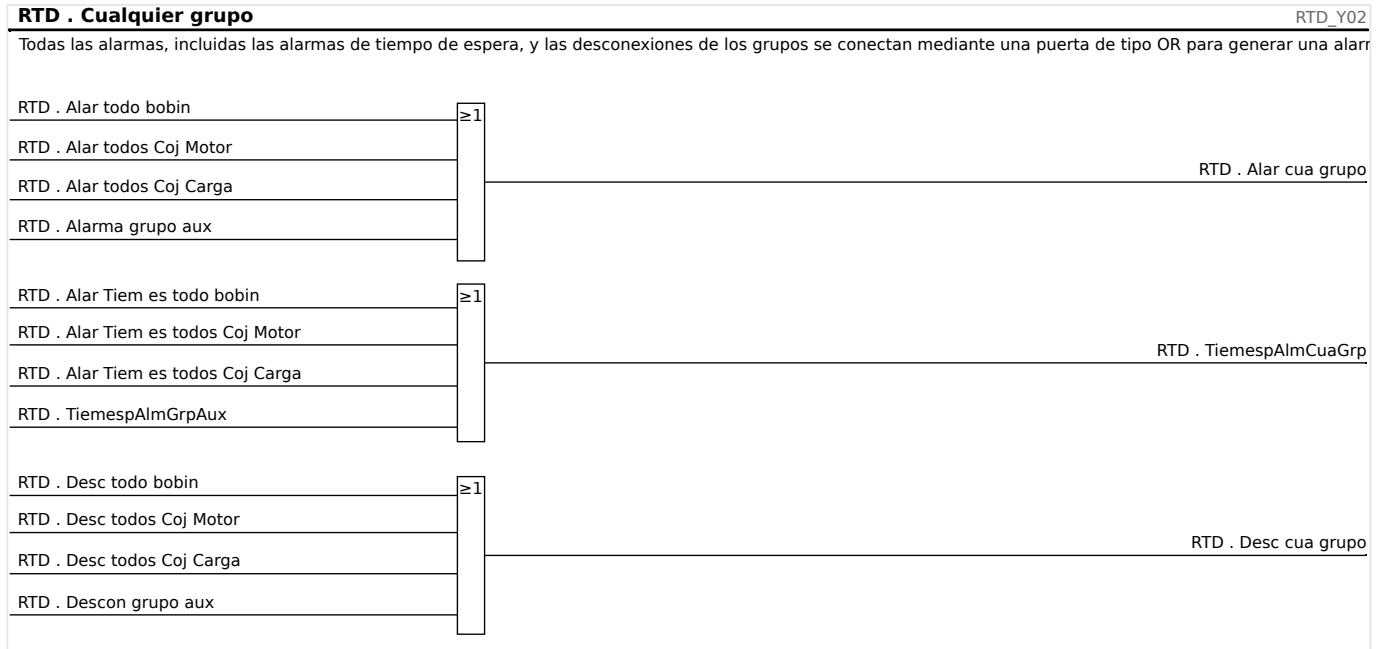 RTD . Cualquier grupo
RTD_Y02
Todas las alarmas, incluidas las alarmas de tiempo de espera, y las desconexiones de los grupos se conectan mediante una puerta de tipo OR para generar una
RTD . Alar todo bobin
≥1
RTD . Alar todos Coj Motor
RTD . Alar cua grupo
RTD . Alar todos Coj Carga
RTD . Alarma grupo aux
RTD . Alar Tiem es todo bobin
≥1
RTD . Alar Tiem es todos Coj Motor
RTD . TiemespAlmCuaGrp
RTD . Alar Tiem es todos Coj Carga
RTD . TiemespAlmGrpAux
RTD . Desc todo bobin
≥1
RTD . Desc todos Coj Motor
RTD . Desc cua grupo
RTD . Desc todos Coj Carga
RTD . Descon grupo aux